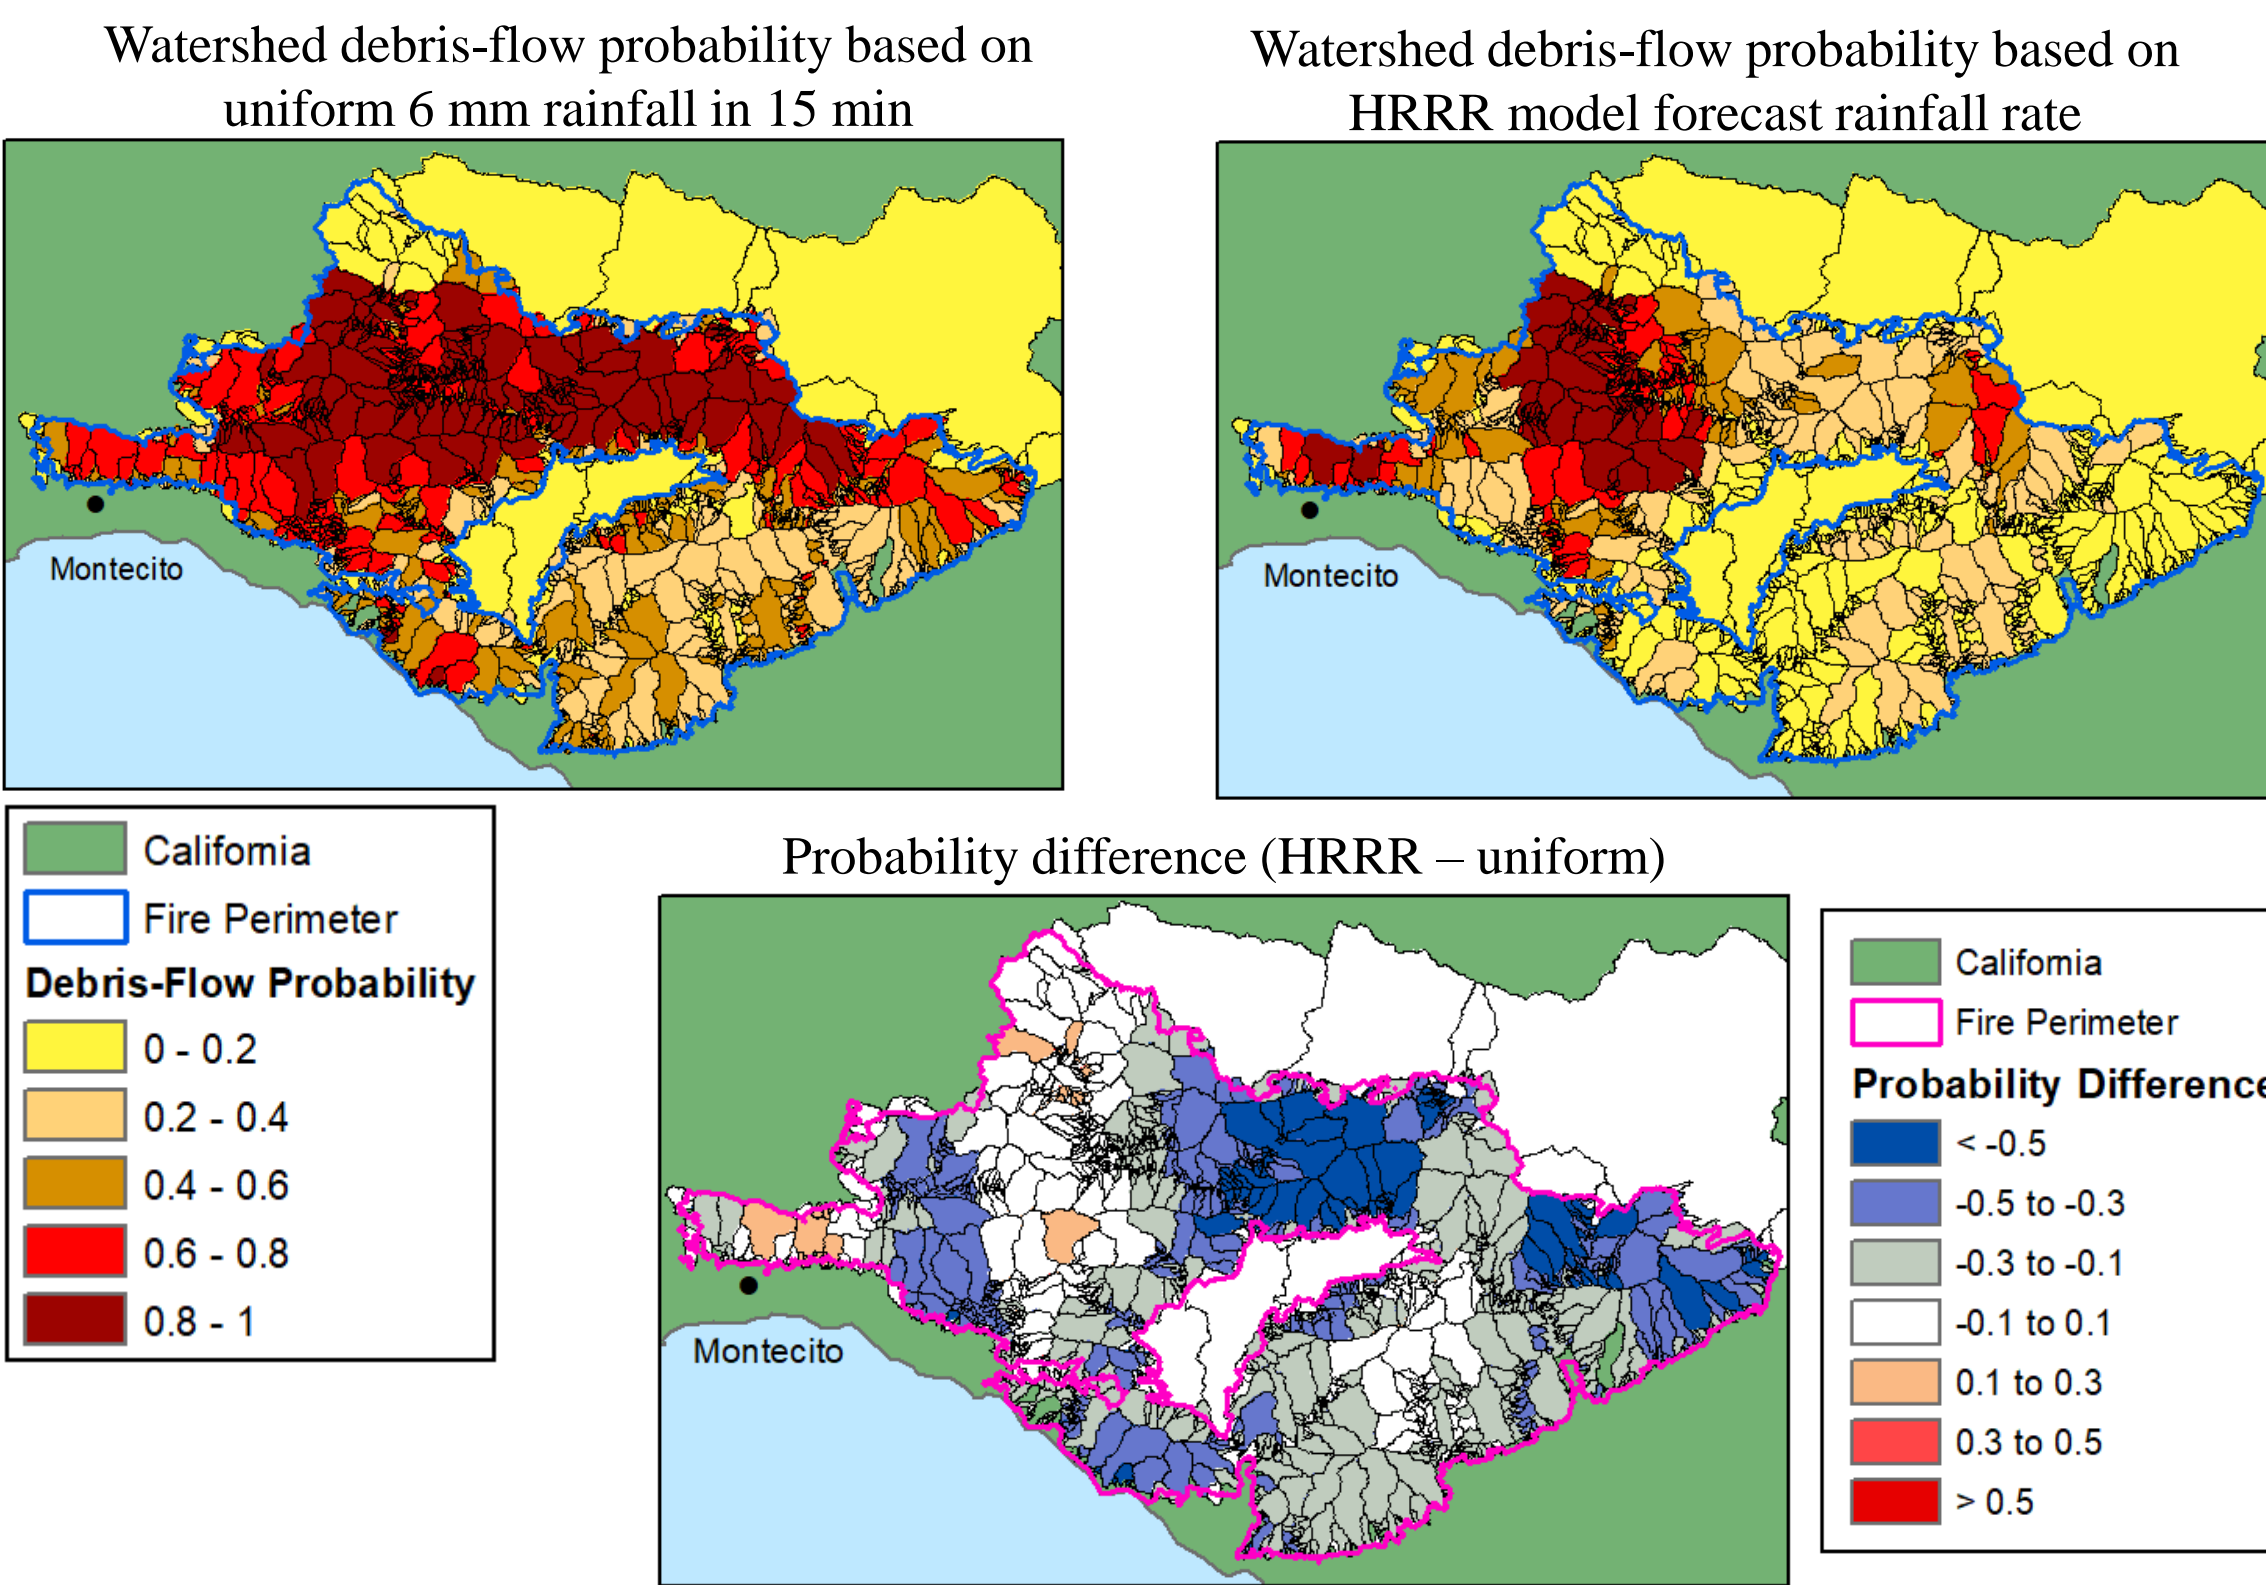 Watershed debris-flow probability based on
uniform 6 mm rainfall in 15 min
Watershed debris-flow probability based on
HRRR model forecast rainfall rate
Montecito
Montecito
California
Fire Perimeter
Debris-Flow Probability
0 - 0.2
0.2 - 0.4
0.4 - 0.6
0.6 - 0.8
0.8 - 1
Probability difference (HRRR – uniform)
Montecito
California
Fire Perimeter
Probability Difference
< -0.5
-0.5 to -0.3
-0.3 to -0.1
-0.1 to 0.1
0.1 to 0.3
0.3 to 0.5
> 0.5